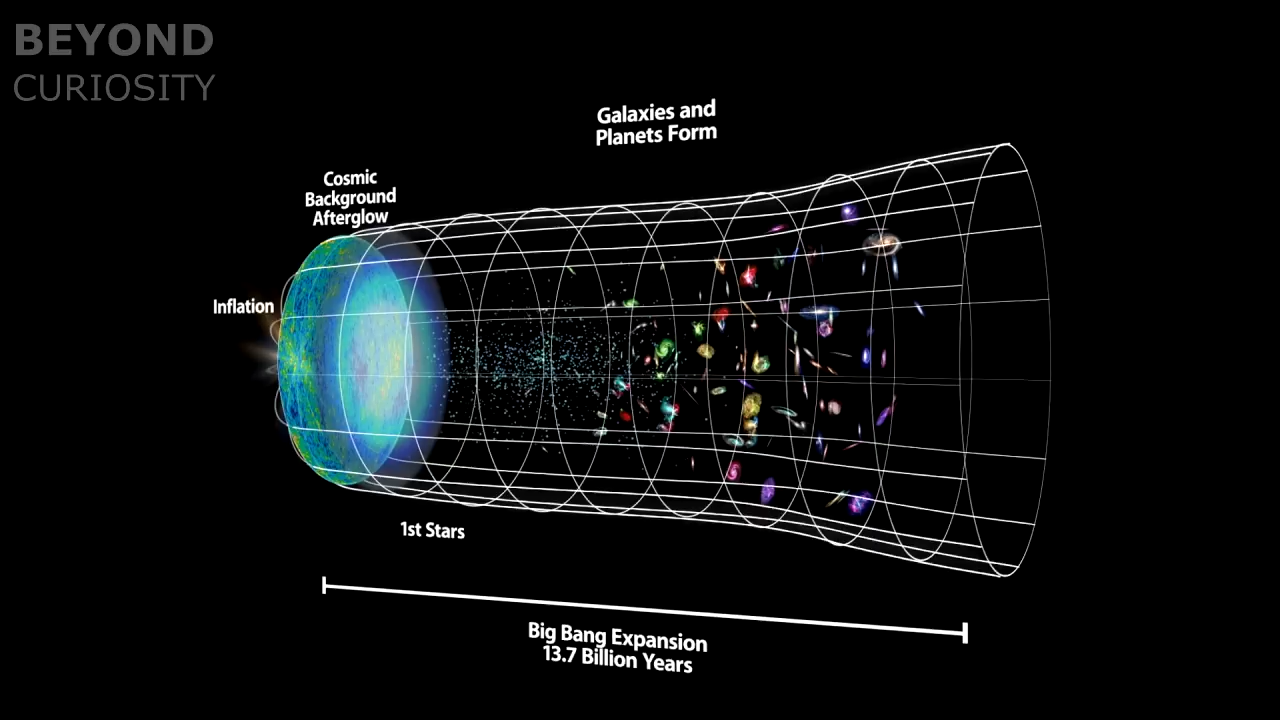 BEYOND
CURIOSITY
Galaxies and
Planets Form
Cosmic
Background
Afterglow
Inflation
1st Stars
Big Bang Expansion
13.7 Billion Years